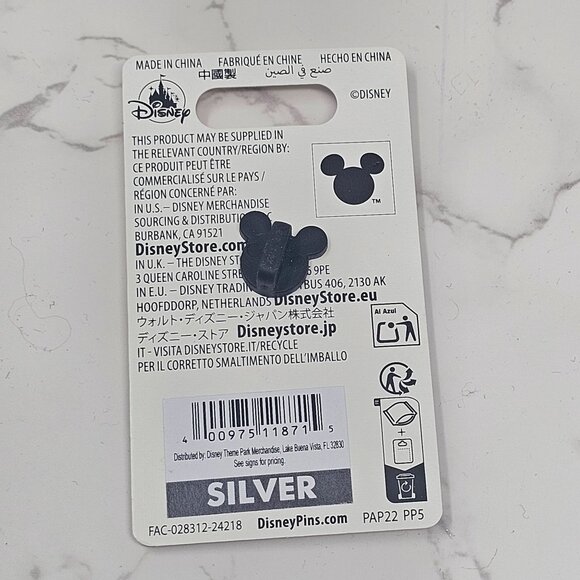 MADE IN CHINA FABRIQUÉ EN CHINE HECHO EN CHINA
中國製 صنع في الصين
Disney
©DISNEY
THIS PRODUCT MAY BE SUPPLIED IN
THE RELEVANT COUNTRY/REGION BY:
CE PRODUIT PEUT ÊTRE
COMMERCIALISÉ SUR LE PAYS /
RÉGION CONCERNÉ PAR:
IN U.S.– DISNEY MERCHANDISE
SOURCING & DISTRIBUTI
BURBANK, CA 91521
DisneyStore.com
IN U.K. - THE DISNEY ST
3 QUEEN CAROLINE STRE 9PE
IN E.U. – DISNEY TRADIN BUS 406, 2130 AK
HOOFDDORP, NETHERLANDS DisneyStore.eu
ウォルト・ディズニー・ジャパン株式会社
ディズニー・ストア Disneystore.jp
IT - VISITA DISNEYSTORE.IT/RECYCLE
PER IL CORRETTO SMALTIMENTO DELL'IMBALLO
TM
Al Azul
+
4 00975 11871 5
Distributed by: Disney Theme Park Merchandise, Lake Buena Vista, FL 32830
See signs for pricing.
SILVER
FAC-028312-24218 DisneyPins.com PAP22 PP5